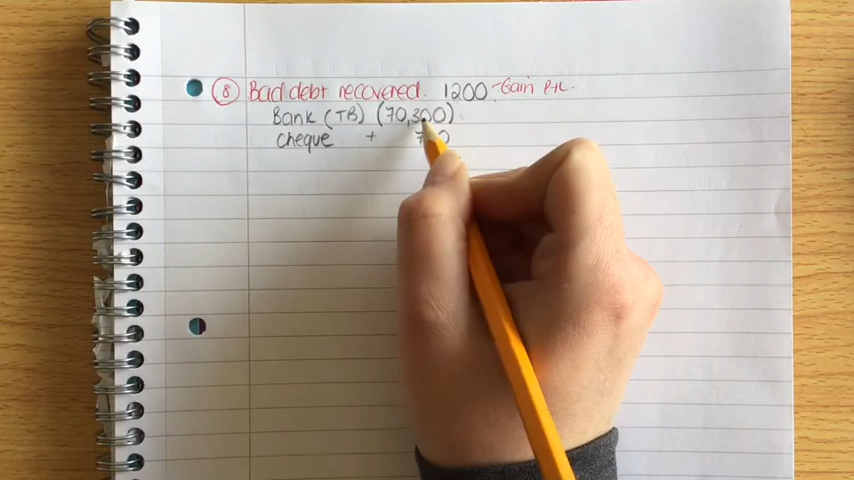 8 Bad debt recovered. 1200 - Gain P+L.
Bank (TB) (70,300)
cheque +